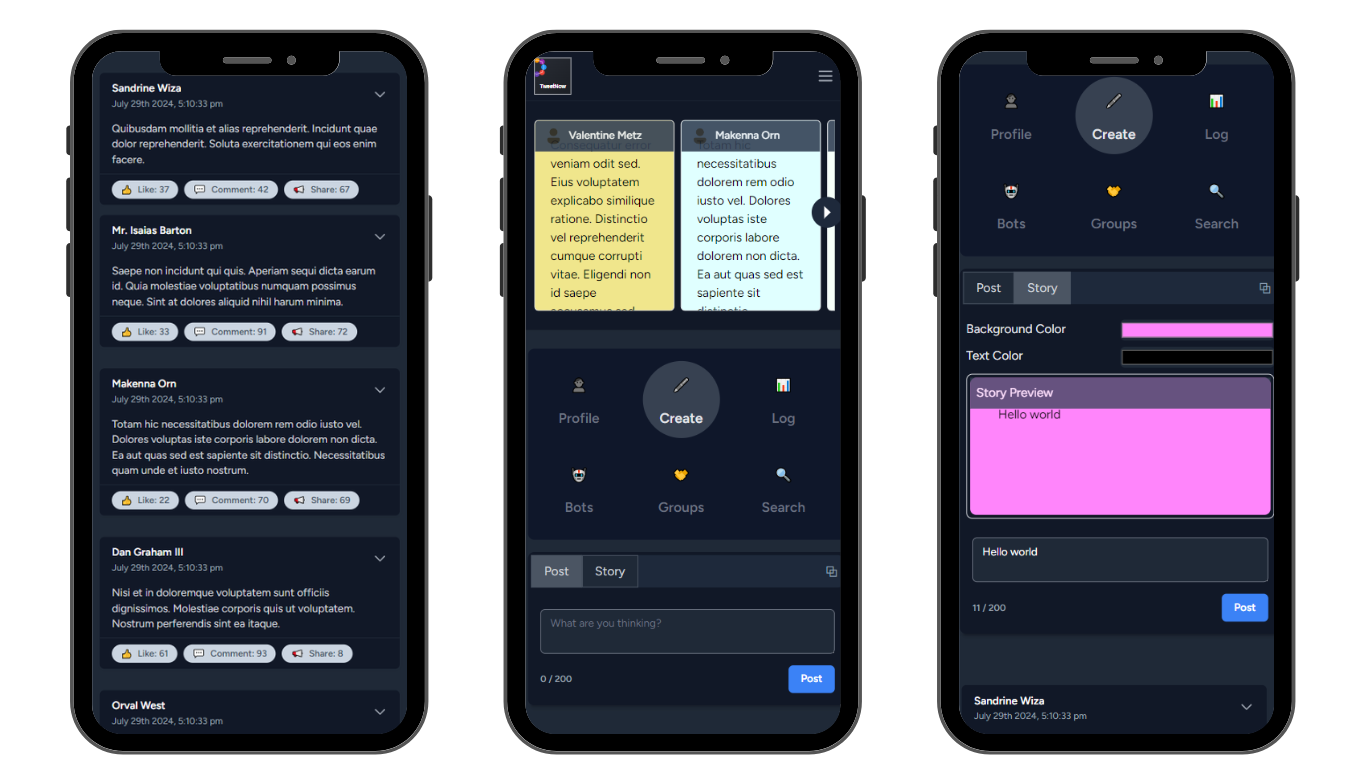 Sandrine Wiza
July 29th 2024, 5:10:33 pm
Quibusdam mollitia et alias reprehenderit. Incidunt quae
dolor reprehenderit. Soluta exercitationem qui eos enim
facere.
Like: 37
Comment: 42
Share: 67
Mr. Isaias Barton
July 29th 2024, 5:10:33 pm
Saepe non incidunt qui quis. Aperiam sequi dicta earum
id. Quia molestiae voluptatibus numquam possimus
neque. Sint at dolores aliquid nihil harum minima.
Like: 33
Comment: 91
Share: 72
Makenna Orn
July 29th 2024, 5:10:33 pm
Totam hic necessitatibus dolorem rem odio iusto vel.
Dolores voluptas iste corporis labore dolorem non dicta.
Ea aut quas sed est sapiente sit distinctio. Necessitatibus
quam unde et iusto nostrum.
Like: 22
Comment: 70
Share: 69
Dan Graham III
July 29th 2024, 5:10:33 pm
Nisi et in doloremque voluptatem sunt officiis
dignissimos. Molestiae corporis quis ut voluptatem.
Nostrum perferendis sint ea itaque.
Like: 61
Comment: 93
Share: 8
Orval West
July 29th 2024, 5:10:33 pm
Valentine Metz
Consequatur error
veniam odit sed.
Eius voluptatem
explicabo similique
ratione. Distinctio
vel reprehenderit
cumque corrupti
vitae. Eligendi non
id saepe
accusamus sed
Makenna Orn
Totam hic
necessitatibus
dolorem rem odio
iusto vel. Dolores
voluptas iste
corporis labore
dolorem non dicta.
Ea aut quas sed est
sapiente sit
distinctio
Profile
Create
Log
Bots
Groups
Search
Post
Story
What are you thinking?
0 / 200
Post
Profile
Create
Log
Bots
Groups
Search
Post
Story
Background Color
Text Color
Story Preview
Hello world
Hello world
11 / 200
Post
Sandrine Wiza
July 29th 2024, 5:10:33 pm